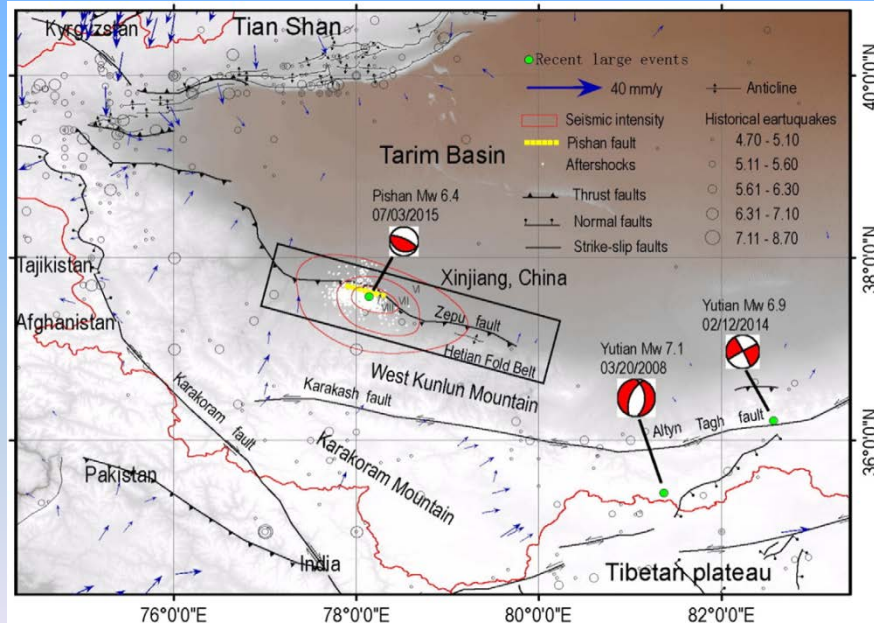 Kyrgyzstan
Tian Shan
Recent large events
40 mm/y
Anticline
Seismic intensity
Historical eartuquakes
Pishan fault
4.70 - 5.10
Aftershocks
5.11 - 5.60
Thrust faults
5.61 - 6.30
Normal faults
6.31 - 7.10
Strike-slip faults
7.11 - 8.70
Tarim Basin
Pishan Mw 6.4
07/03/2015
Xinjiang, China
Tajikistan
Afghanistan
VI
VII
VIII
Zepu fault
Hetian Fold Belt
Yutian Mw 6.9
02/12/2014
Yutian Mw 7.1
03/20/2008
West Kunlun Mountain
Karakash fault
Karakoram fault
Altyn Tagh fault
Karakoram Mountain
Pakistan
India
Tibetan plateau
40°0'0"N
38°0'0"N
36°0'0"N
76°0'0"E
78°0'0"E
80°0'0"E
82°0'0"E